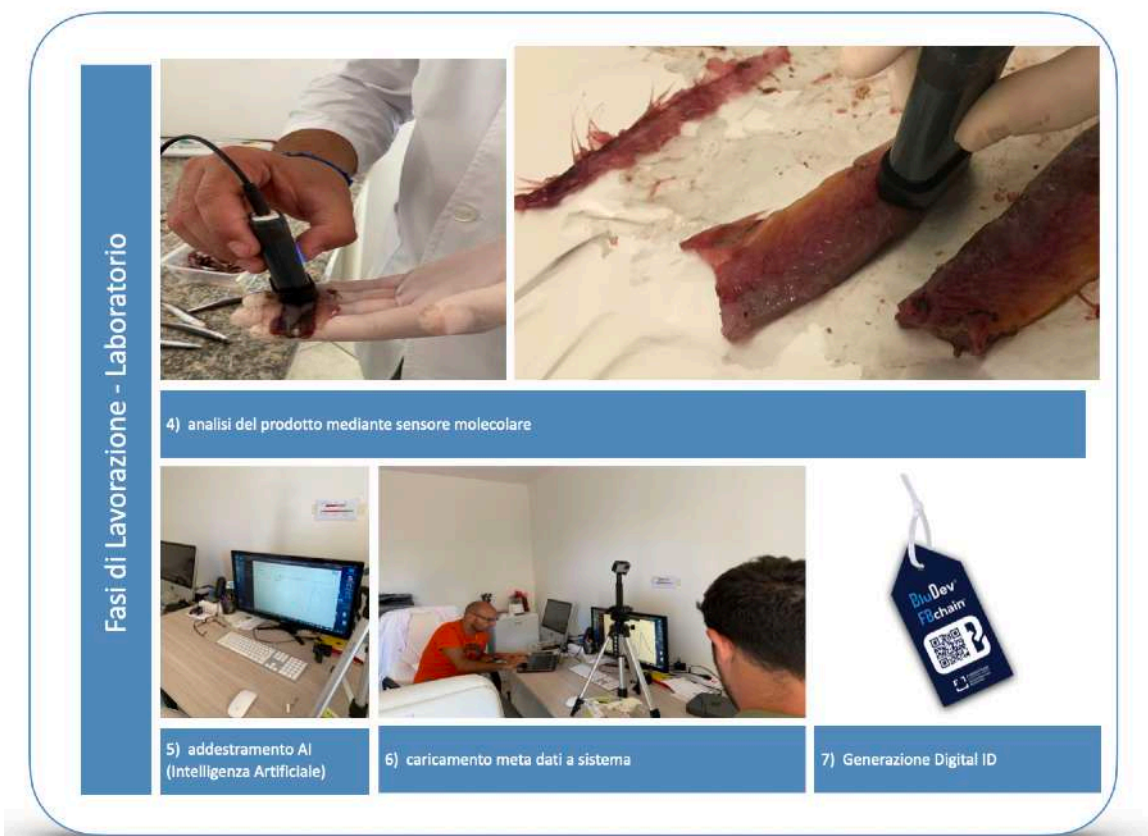 Fasi di Lavorazione - Laboratorio
4) analisi del prodotto mediante sensore molecolare
5) addestramento AI
(Intelligenza Artificiale)
6) caricamento meta dati a sistema
7) Generazione Digital ID
BluDev®
FBchain®